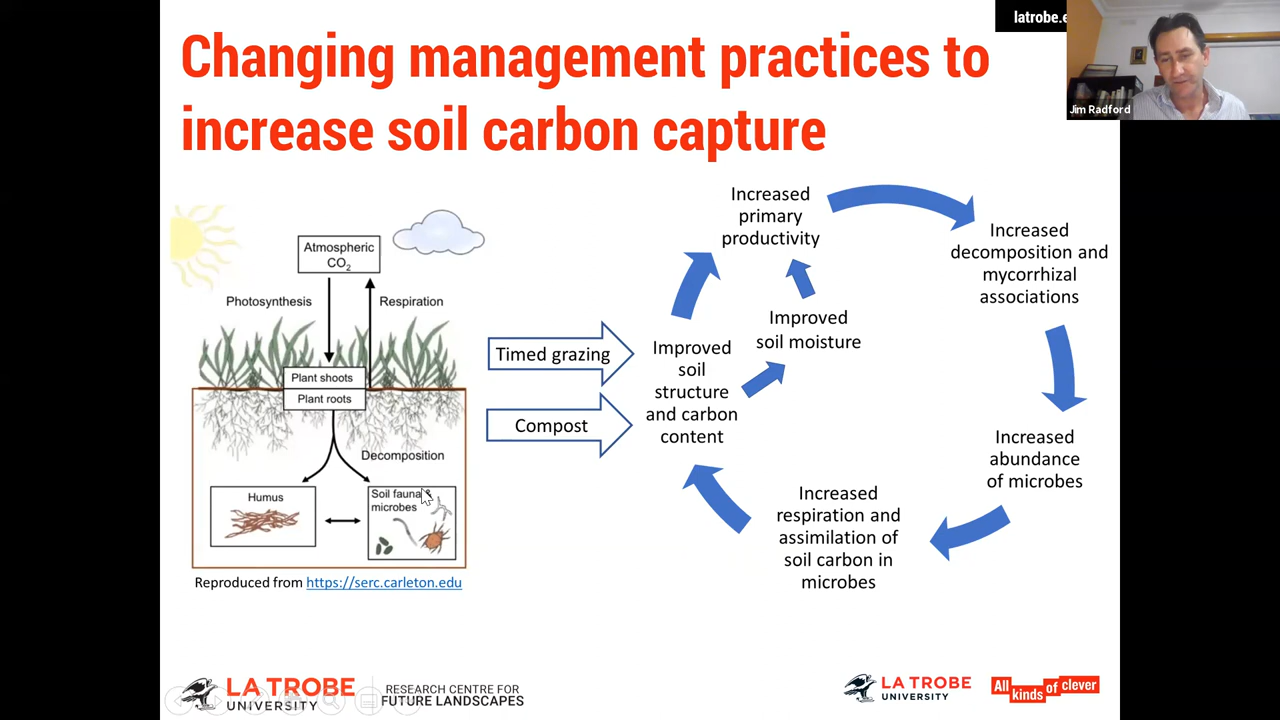 Changing management practices to
increase soil carbon capture
latrobe.e
Jim Radford
Atmospheric
CO2
Photosynthesis
Respiration
Plant shoots
Plant roots
Decomposition
Humus
Soil fauna &
microbes
Reproduced from https://serc.carleton.edu
Timed grazing
Compost
Increased
primary
productivity
Increased
decomposition and
mycorrhizal
associations
Improved
soil moisture
Improved
soil
structure
and carbon
content
Increased
abundance
of microbes
Increased
respiration and
assimilation of
soil carbon in
microbes
LA TROBE
UNIVERSITY
RESEARCH CENTRE FOR
FUTURE LANDSCAPES
LA TROBE
UNIVERSITY
All
kinds
of clever